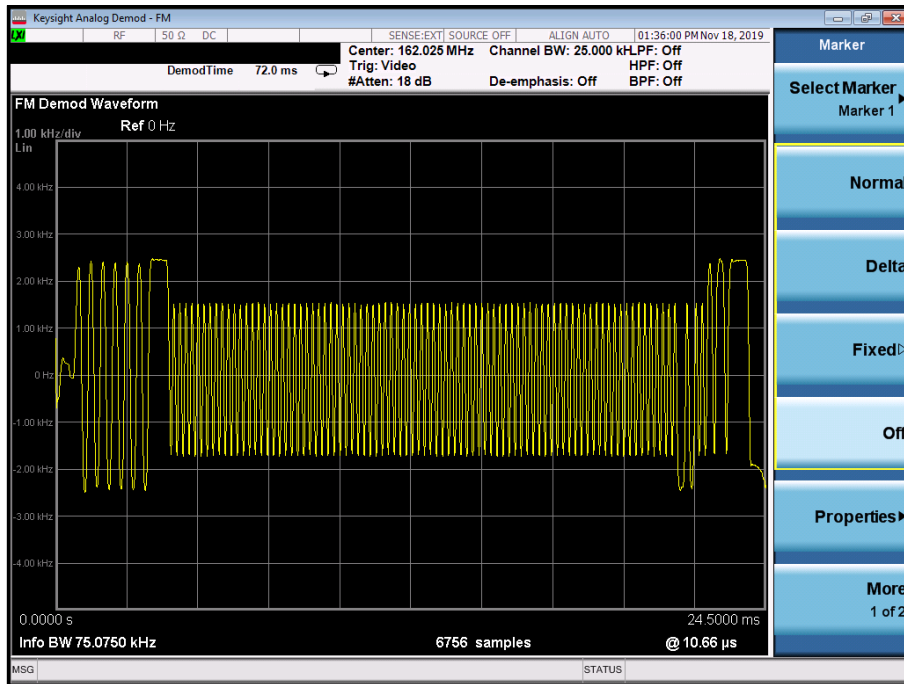 Keysight Analog Demod - FM
LXI RF 50 Ω DC SENSE:EXT SOURCE OFF ALIGN AUTO 01:36:00 PM Nov 18, 2019
Center: 162.025 MHz Channel BW: 25.000 kH LPF: Off
DemodTime 72.0 ms Trig: Video HPF: Off
#Atten: 18 dB De-emphasis: Off BPF: Off
FM Demod Waveform
1.00 kHz/div Ref 0 Hz
Lin
4.00 kHz
3.00 kHz
2.00 kHz
1.00 kHz
0 Hz
-1.00 kHz
-2.00 kHz
-3.00 kHz
-4.00 kHz
0.0000 s 24.5000 ms
Info BW 75.0750 kHz 6756 samples @ 10.66 µs
MSG STATUS
Marker
Select Marker
Marker 1
Normal
Delta
Fixed
Off
Properties
More
1 of 2